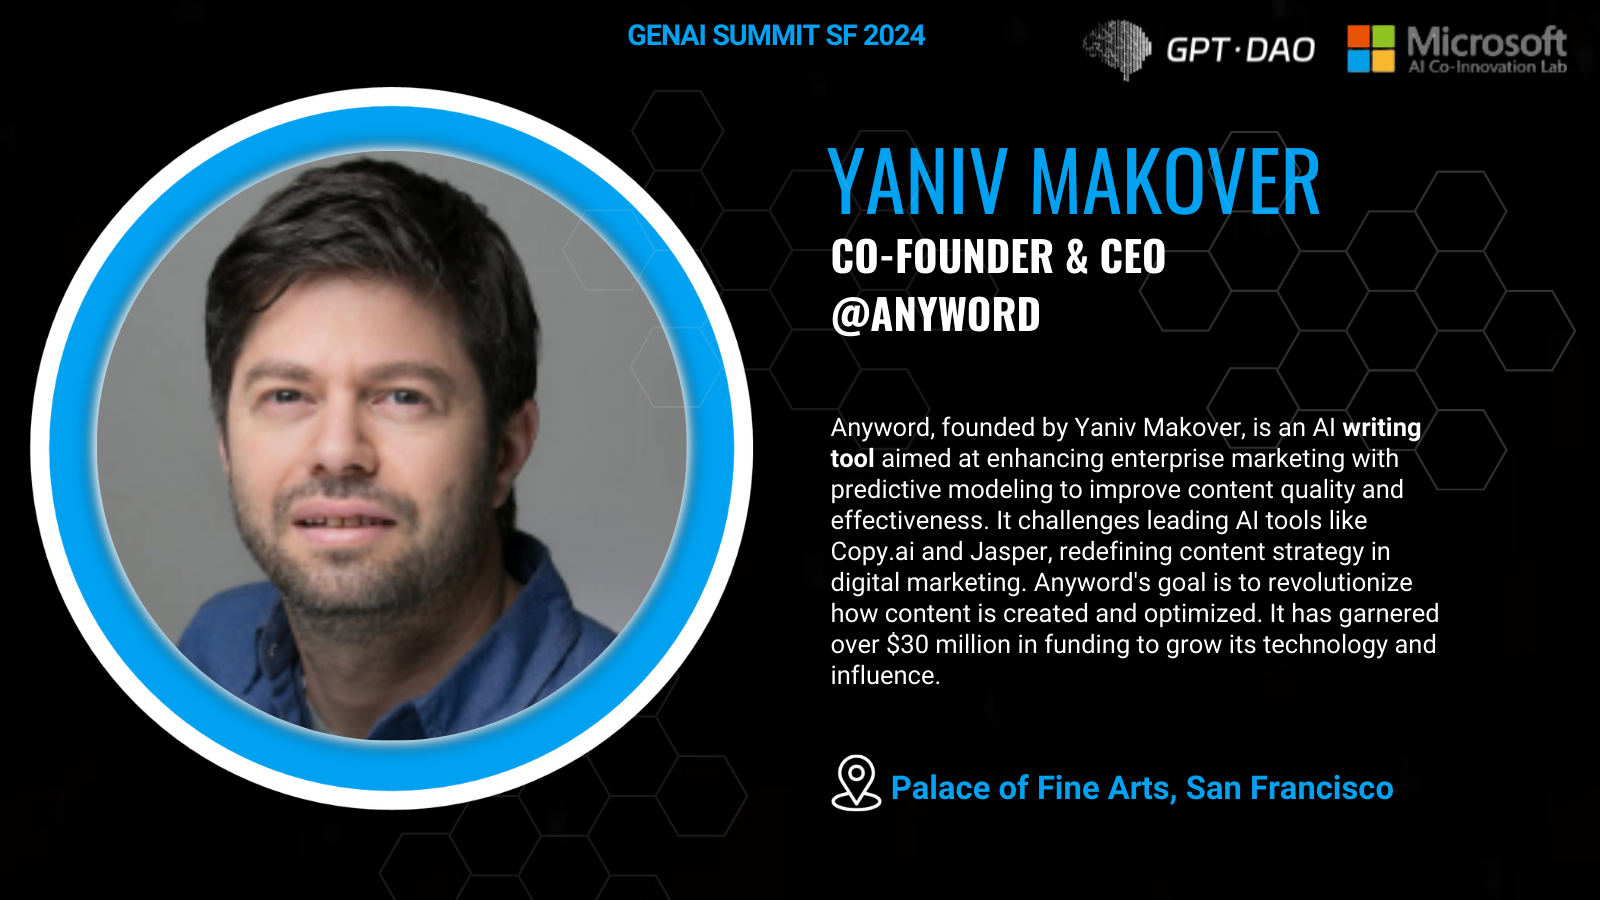 GENAI SUMMIT SF 2024
GPT·DAO
Microsoft
AI Co-Innovation Lab
YANIV MAKOVER
CO-FOUNDER & CEO
@ANYWORD
Anyword, founded by Yaniv Makover, is an AI writing
tool aimed at enhancing enterprise marketing with
predictive modeling to improve content quality and
effectiveness. It challenges leading AI tools like
Copy.ai and Jasper, redefining content strategy in
digital marketing. Anyword's goal is to revolutionize
how content is created and optimized. It has garnered
over $30 million in funding to grow its technology and
influence.
Palace of Fine Arts, San Francisco